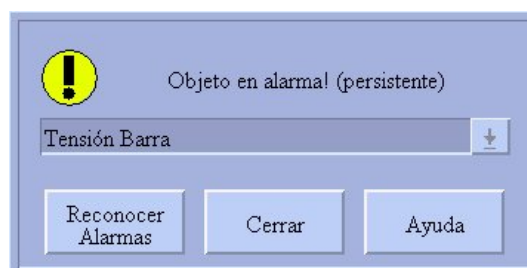 Objeto en alarma! (persistente)
Tensión Barra
Reconocer
Alarmas
Cerrar
Ayuda